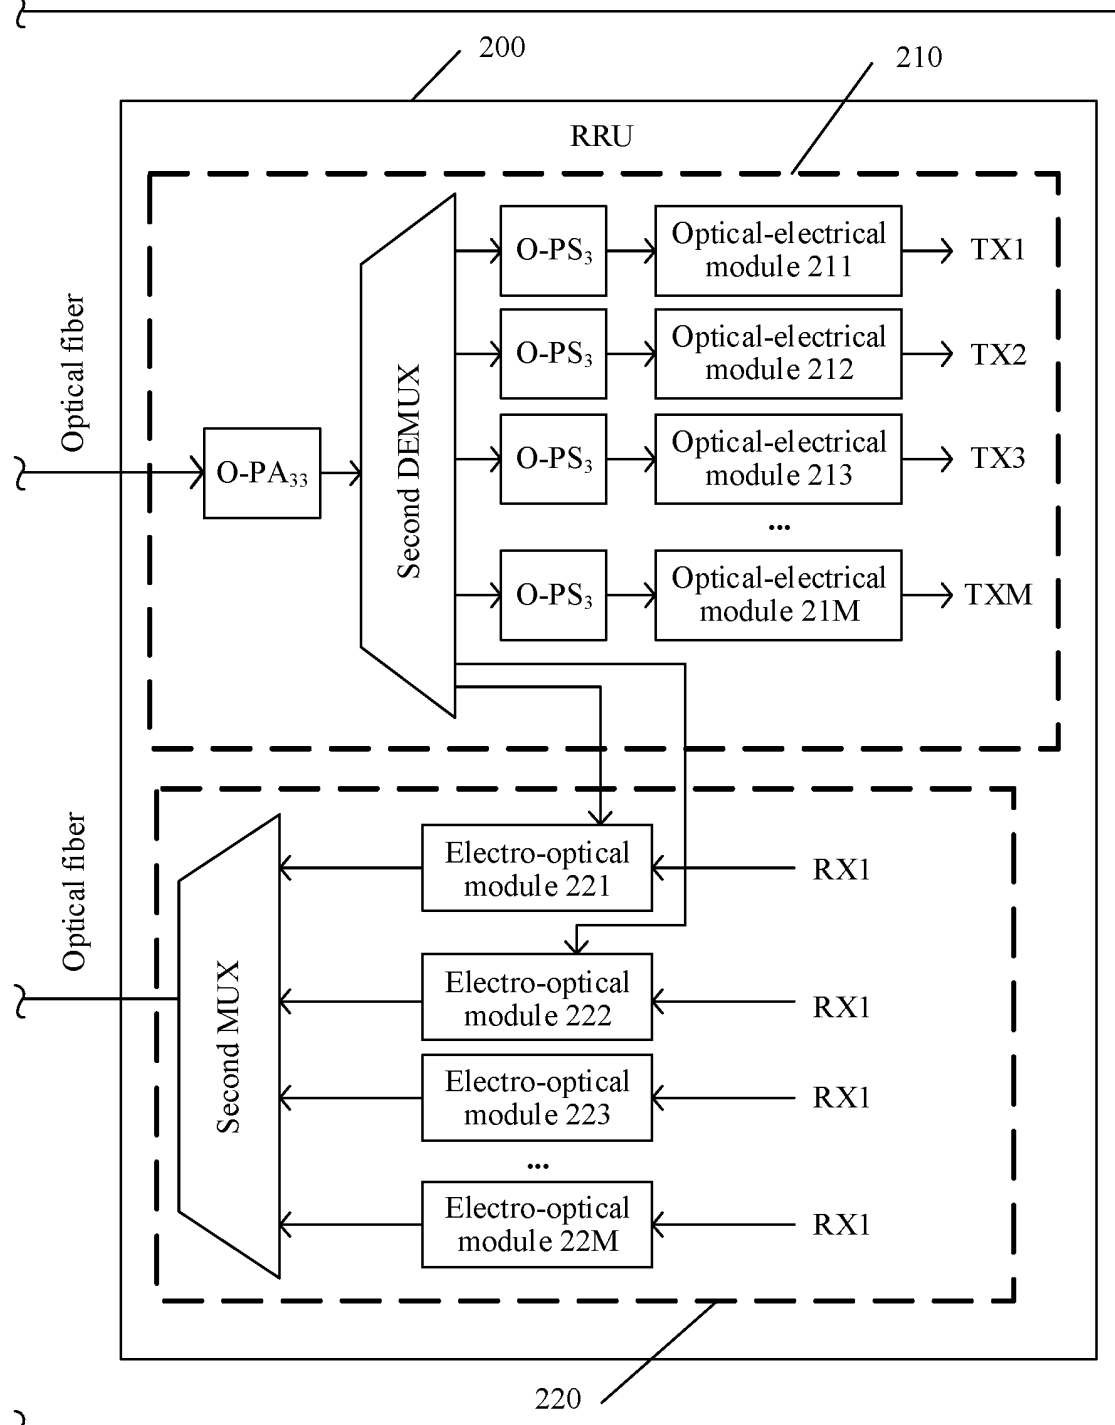 200
210
RRU
O-PS3
Optical-electrical
module 211
TX1
O-PS3
Optical-electrical
module 212
TX2
O-PS3
Optical-electrical
module 213
TX3
...
O-PS3
Optical-electrical
module 21M
TXM
Optical fiber
O-PA33
Second DEMUX
Optical fiber
Second MUX
Electro-optical
module 221
RX1
Electro-optical
module 222
RX1
Electro-optical
module 223
RX1
...
Electro-optical
module 22M
RX1
220